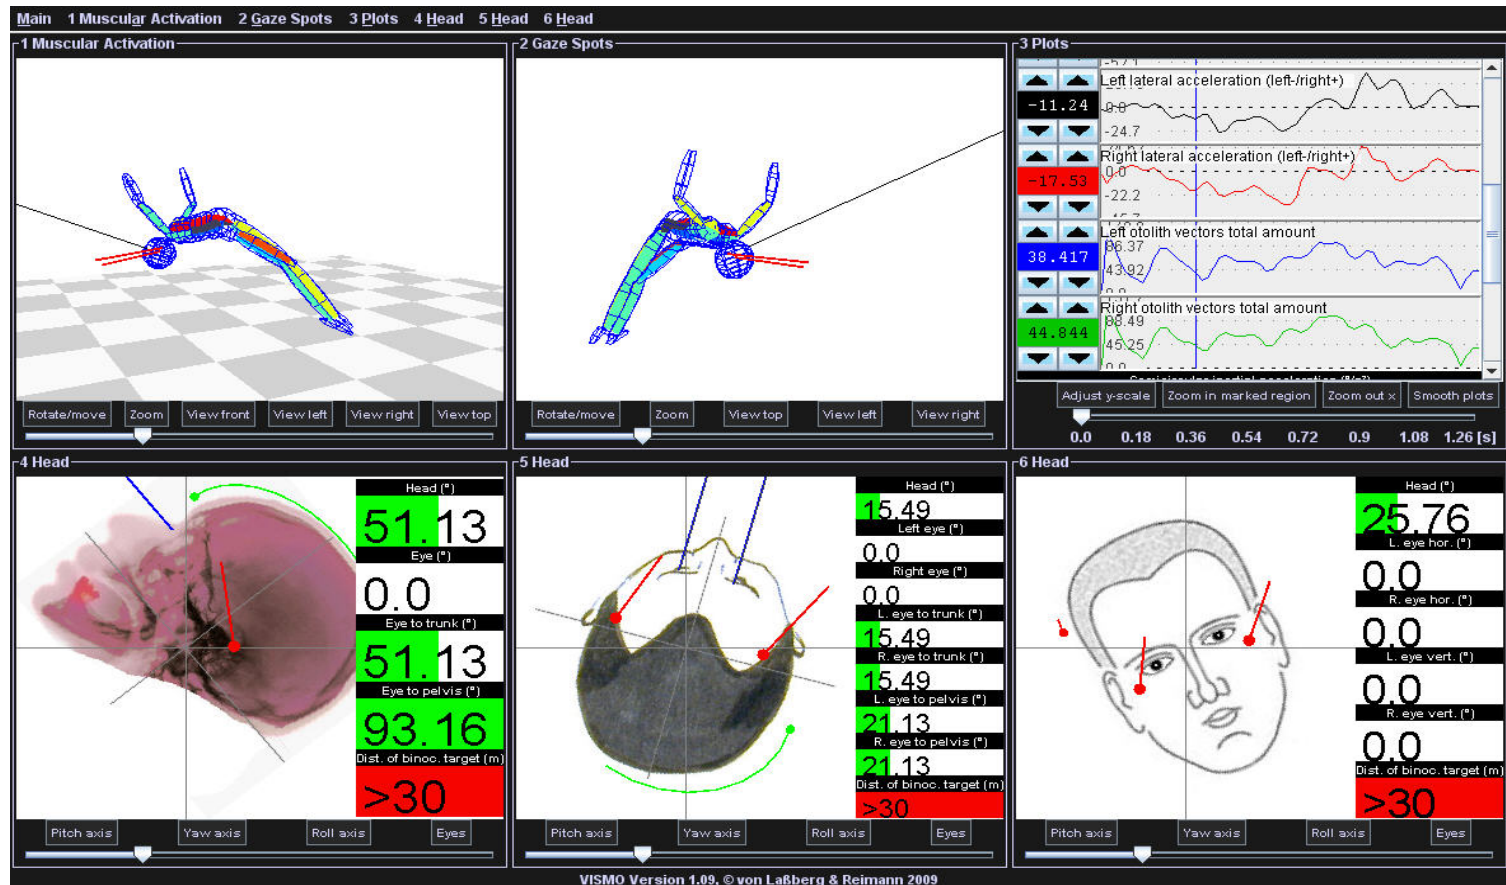 Main 1 Muscular Activation 2 Gaze Spots 3 Plots 4 Head 5 Head 6 Head
1 Muscular Activation
Rotate/move Zoom View front View left View right View top
2 Gaze Spots
Rotate/move Zoom View top View left View right
3 Plots
Left lateral acceleration (left-/right+)
-11.24
0.0
-24.7
Right lateral acceleration (left-/right+)
-17.53
0.0
-22.2
Left otolith vectors total amount
86.37
38.417
43.92
Right otolith vectors total amount
88.49
44.844
45.25
Adjust y-scale Zoom in marked region Zoom out x Smooth plots
0.0 0.18 0.36 0.54 0.72 0.9 1.08 1.26 [s]
4 Head
Head (°)
51.13
Eye (°)
0.0
Eye to trunk (°)
51.13
Eye to pelvis (°)
93.16
Dist. of binoc. target (m)
>30
Pitch axis Yaw axis Roll axis Eyes
5 Head
Head (°)
15.49
Left eye (°)
0.0
Right eye (°)
0.0
L. eye to trunk (°)
15.49
R. eye to trunk (°)
15.49
L. eye to pelvis (°)
21.13
R. eye to pelvis (°)
21.13
Dist. of binoc. target (m)
>30
Pitch axis Yaw axis Roll axis Eyes
6 Head
Head (°)
25.76
L. eye hor. (°)
0.0
R. eye hor. (°)
0.0
L. eye vert. (°)
0.0
R. eye vert. (°)
0.0
Dist. of binoc. target (m)
>30
Pitch axis Yaw axis Roll axis Eyes
VISMO Version 1.09, © von Laßberg & Reimann 2009